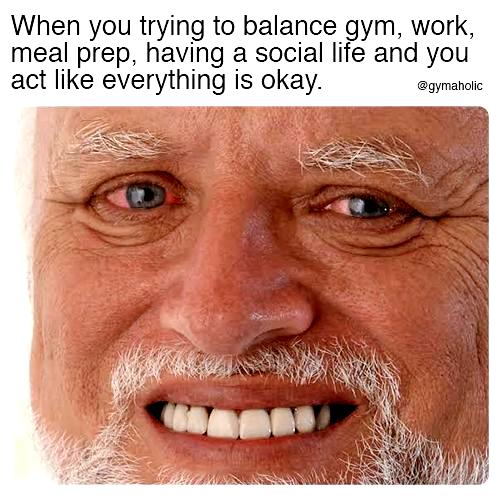 When you trying to balance gym, work,
meal prep, having a social life and you
act like everything is okay.
@gymaholic